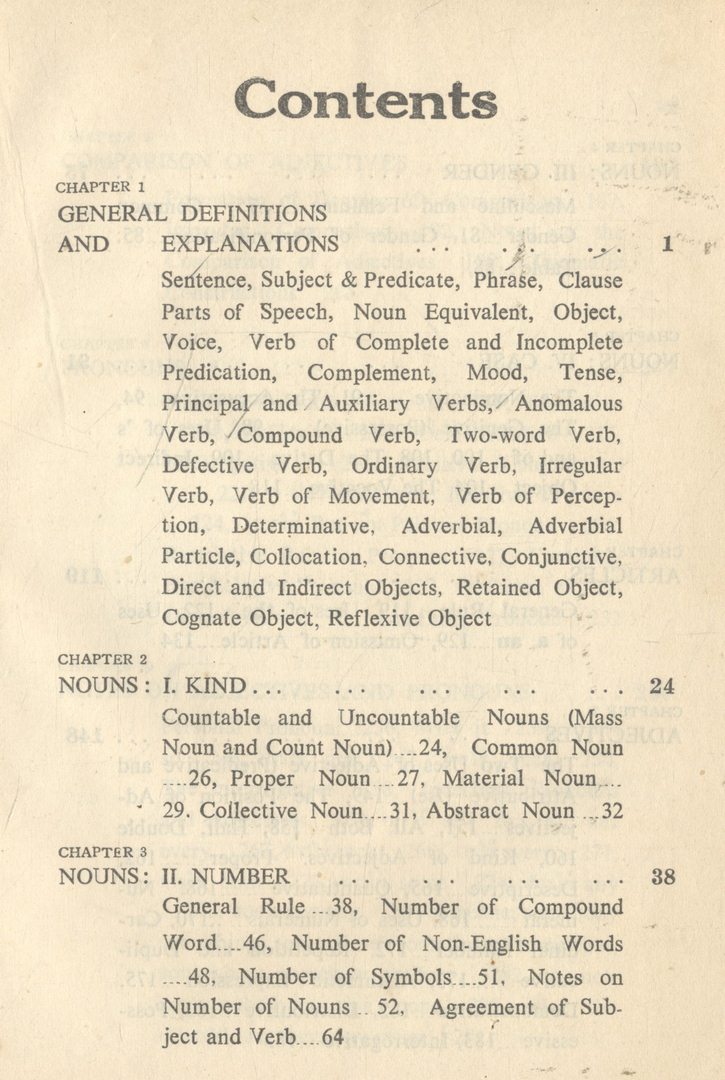 Contents
CHAPTER 1
GENERAL DEFINITIONS
AND EXPLANATIONS ... ... ... 1
Sentence, Subject & Predicate, Phrase, Clause
Parts of Speech, Noun Equivalent, Object,
Voice, Verb of Complete and Incomplete
Predication, Complement, Mood, Tense,
Principal and Auxiliary Verbs, Anomalous
Verb, Compound Verb, Two-word Verb,
Defective Verb, Ordinary Verb, Irregular
Verb, Verb of Movement, Verb of Percep-
tion, Determinative, Adverbial, Adverbial
Particle, Collocation, Connective, Conjunctive,
Direct and Indirect Objects, Retained Object,
Cognate Object, Reflexive Object
CHAPTER 2
NOUNS: I. KIND... ... ... ... ... 24
Countable and Uncountable Nouns (Mass
Noun and Count Noun)....24, Common Noun
....26, Proper Noun....27, Material Noun....
29. Collective Noun....31, Abstract Noun....32
CHAPTER 3
NOUNS: II. NUMBER ... ... ... ... 38
General Rule...38, Number of Compound
Word....46, Number of Non-English Words
....48, Number of Symbols....51, Notes on
Number of Nouns...52, Agreement of Sub-
ject and Verb....64